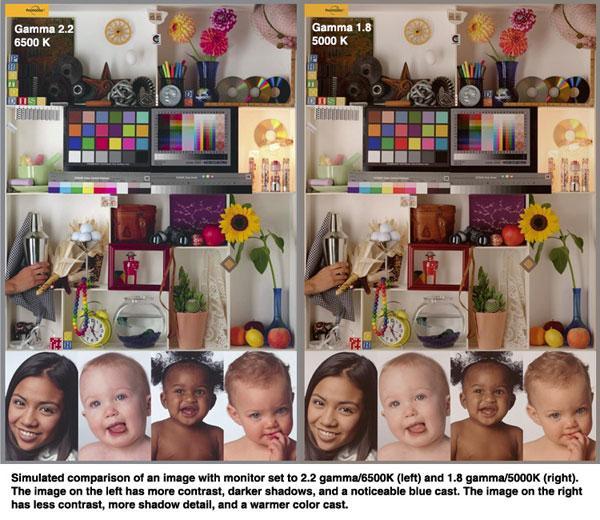 Gamma 2.2
6500 K
Gamma 1.8
5000 K
Simulated comparison of an image with monitor set to 2.2 gamma/6500K (left) and 1.8 gamma/5000K (right).
The image on the left has more contrast, darker shadows, and a noticeable blue cast. The image on the right
has less contrast, more shadow detail, and a warmer color cast.